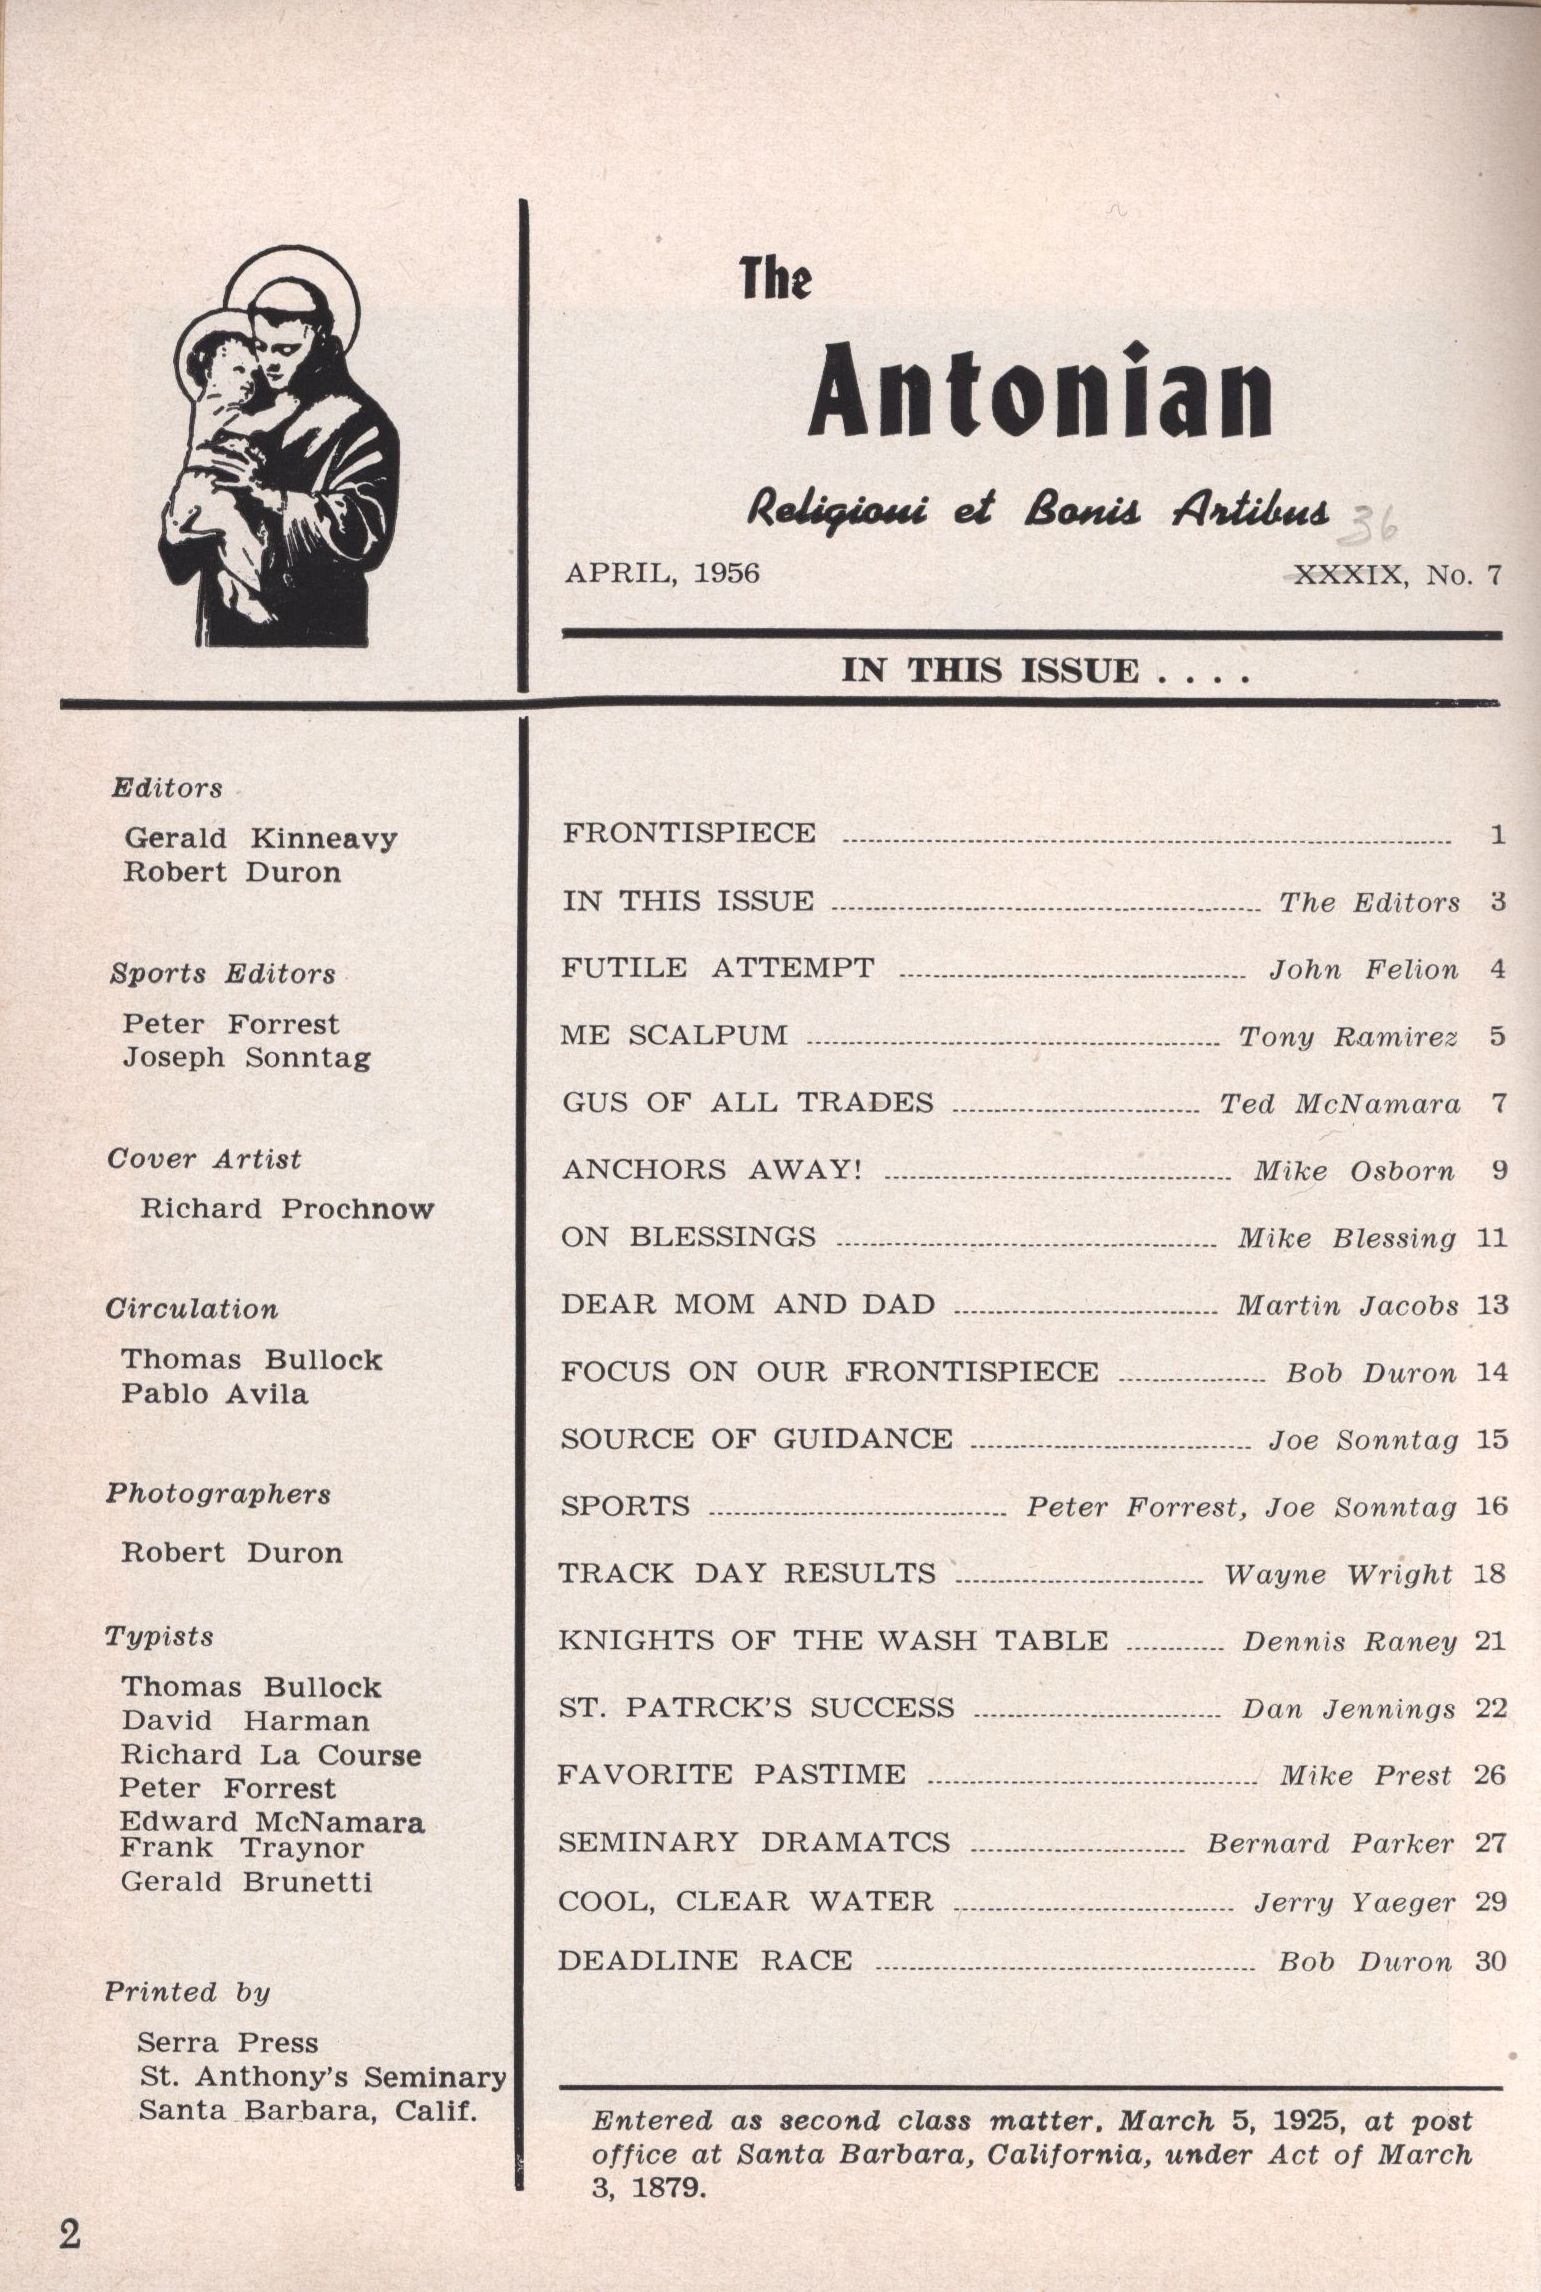 The
Antonian
Religioni et Bonis Artibus
36
APRIL, 1956 XXXIX, No. 7
IN THIS ISSUE . . . .
Editors
Gerald Kinneavy
Robert Duron
Sports Editors
Peter Forrest
Joseph Sonntag
Cover Artist
Richard Prochnow
Circulation
Thomas Bullock
Pablo Avila
Photographers
Robert Duron
Typists
Thomas Bullock
David Harman
Richard La Course
Peter Forrest
Edward McNamara
Frank Traynor
Gerald Brunetti
Printed by
Serra Press
St. Anthony's Seminary
Santa Barbara, Calif.
FRONTISPIECE 1
IN THIS ISSUE The Editors 3
FUTILE ATTEMPT John Felion 4
ME SCALPUM Tony Ramirez 5
GUS OF ALL TRADES Ted McNamara 7
ANCHORS AWAY! Mike Osborn 9
ON BLESSINGS Mike Blessing 11
DEAR MOM AND DAD Martin Jacobs 13
FOCUS ON OUR FRONTISPIECE Bob Duron 14
SOURCE OF GUIDANCE Joe Sonntag 15
SPORTS Peter Forrest, Joe Sonntag 16
TRACK DAY RESULTS Wayne Wright 18
KNIGHTS OF THE WASH TABLE Dennis Raney 21
ST. PATRCK'S SUCCESS Dan Jennings 22
FAVORITE PASTIME Mike Prest 26
SEMINARY DRAMATCS Bernard Parker 27
COOL, CLEAR WATER Jerry Yaeger 29
DEADLINE RACE Bob Duron 30
Entered as second class matter. March 5, 1925, at post
office at Santa Barbara, California, under Act of March
3, 1879.
2